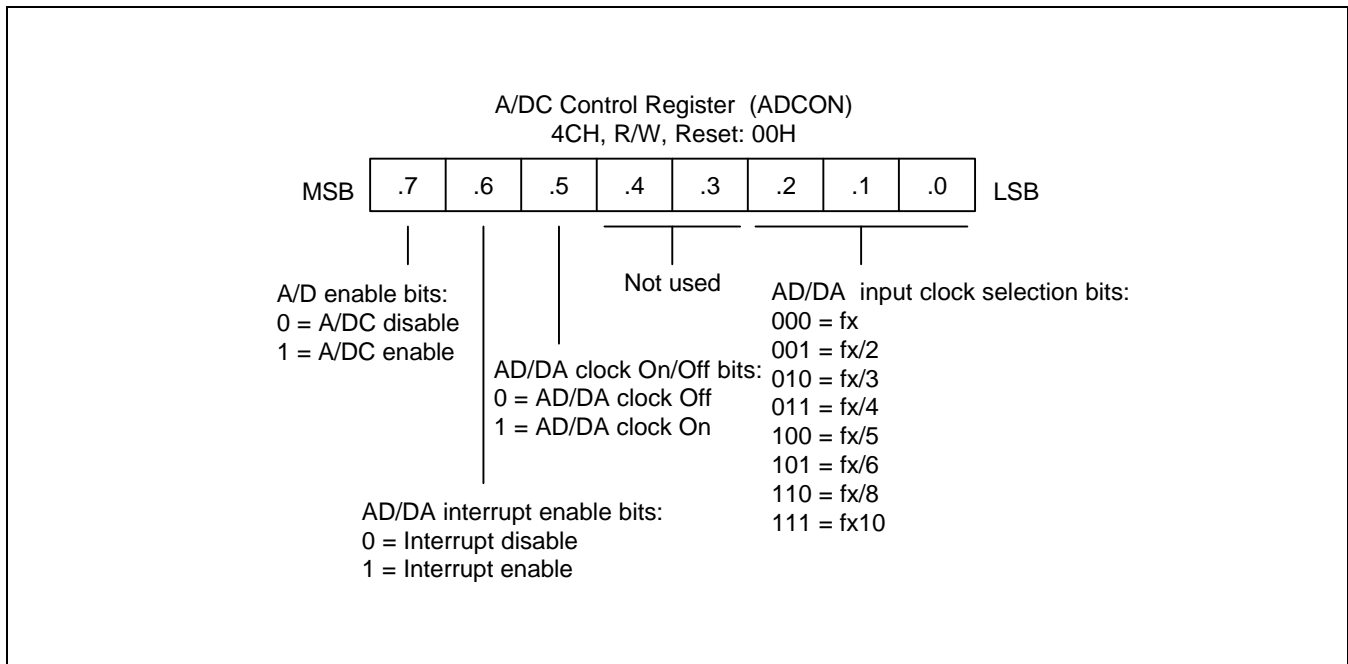 A/DC Control Register (ADCON)
4CH, R/W, Reset: 00H
MSB .7 .6 .5 .4 .3 .2 .1 .0 LSB
A/D enable bits:
0 = A/DC disable
1 = A/DC enable
AD/DA interrupt enable bits:
0 = Interrupt disable
1 = Interrupt enable
AD/DA clock On/Off bits:
0 = AD/DA clock Off
1 = AD/DA clock On
Not used
AD/DA input clock selection bits:
000 = fx
001 = fx/2
010 = fx/3
011 = fx/4
100 = fx/5
101 = fx/6
110 = fx/8
111 = fx10